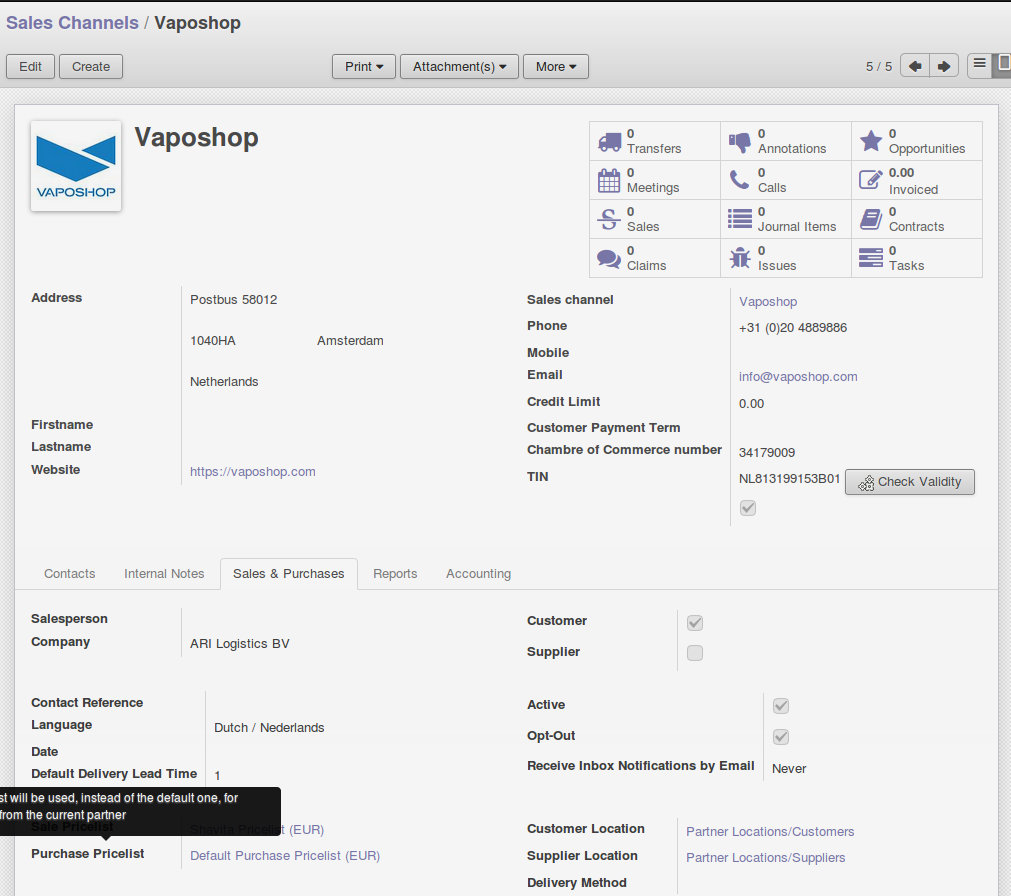 Sales Channels / Vaposhop
Edit Create Print Attachment(s) More 5 / 5
VAPOSHOP
Vaposhop
0 Transfers 0 Annotations 0 Opportunities
0 Meetings 0 Calls 0.00 Invoiced
0 Sales 0 Journal Items 0 Contracts
0 Claims 0 Issues 0 Tasks
Address Postbus 58012
1040HA Amsterdam
Netherlands
Firstname
Lastname
Website https://vaposhop.com
Sales channel Vaposhop
Phone +31 (0)20 4889886
Mobile
Email info@vaposhop.com
Credit Limit 0.00
Customer Payment Term
Chambre of Commerce number 34179009
TIN NL813199153B01 Check Validity
Contacts Internal Notes Sales & Purchases Reports Accounting
Salesperson
Company ARI Logistics BV
Customer
Supplier
Contact Reference
Language Dutch / Nederlands
Date
Default Delivery Lead Time 1
Active
Opt-Out
Receive Inbox Notifications by Email Never
st will be used, instead of the default one, for
from the current partner
Sale Pricelist (EUR)
Purchase Pricelist Default Purchase Pricelist (EUR)
Customer Location Partner Locations/Customers
Supplier Location Partner Locations/Suppliers
Delivery Method